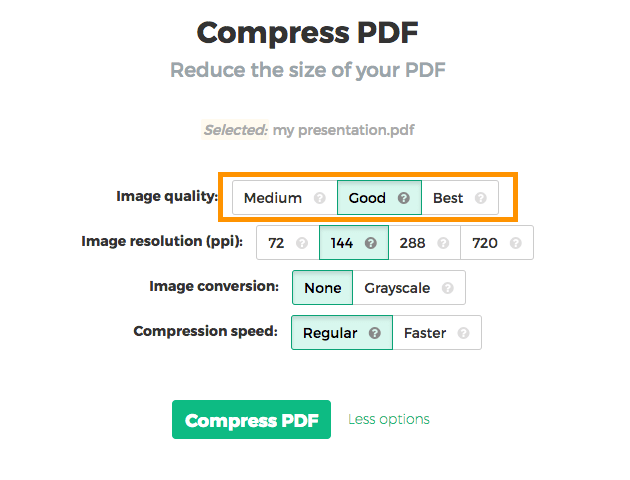 Compress PDF
Reduce the size of your PDF
Selected: my presentation.pdf
Image quality: Medium ? Good ? Best ?
Image resolution (ppi): 72 ? 144 ? 288 ? 720 ?
Image conversion: None Grayscale ?
Compression speed: Regular ? Faster ?
Compress PDF Less options